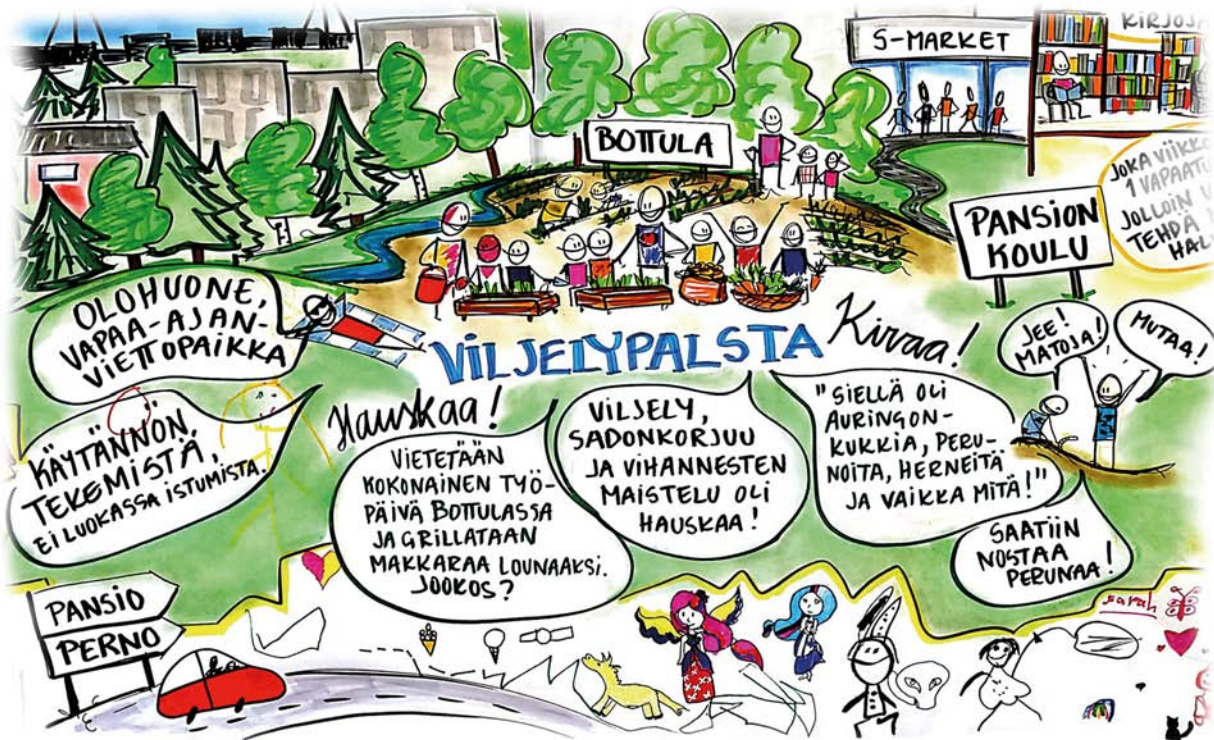 S-MARKET
BOTTULA
JOKA VIIKKO
1
JOLLOIN
TEHDÄ
PANSION
KOULU
OLOHUONE,
VAPAA-AJAN-
VIETTOPAIKKA
VILJELYPALSTA
Kivaa!
JEE!
MATOJA!
MUTAA!
KÄYTÄNNÖN
TEKEMISTÄ,
EI LUOKASSA ISTUMISTA.
Hauskaa!
VIETETÄÄN
KOKONAINEN TYÖ-
PÄIVÄ BOTTULASSA
JA GRILLATAAN
MAKKARAA LOUNAAKSI.
JOOKOS?
VILJELY,
SADONKORJUU
JA VIHANNESTEN
MAISTELU OLI
HAUSKAA!
"SIELLÄ OLI
AURINGON-
KUKKIA, PERU-
NOITA, HERNEITÄ
JA VAIKKA MITÄ!"
SAATIIN
NOSTAA
PERUNAA!
PANSIO
PERNO
sarah